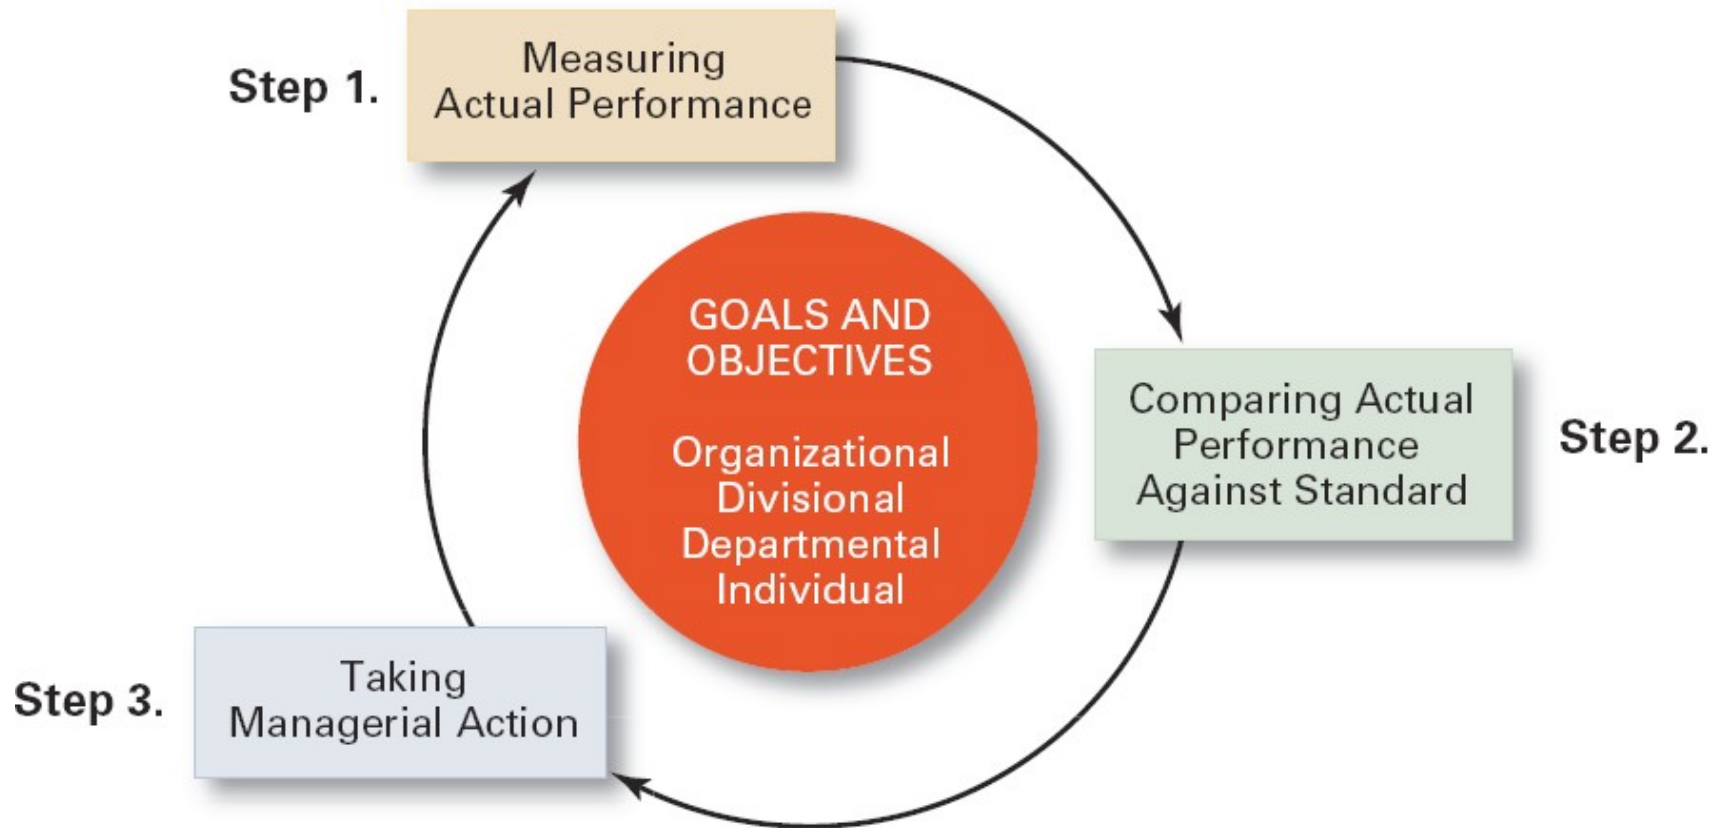 Step 1.
Measuring
Actual Performance
GOALS AND
OBJECTIVES
Organizational
Divisional
Departmental
Individual
Comparing Actual
Performance
Against Standard
Step 2.
Step 3.
Taking
Managerial Action